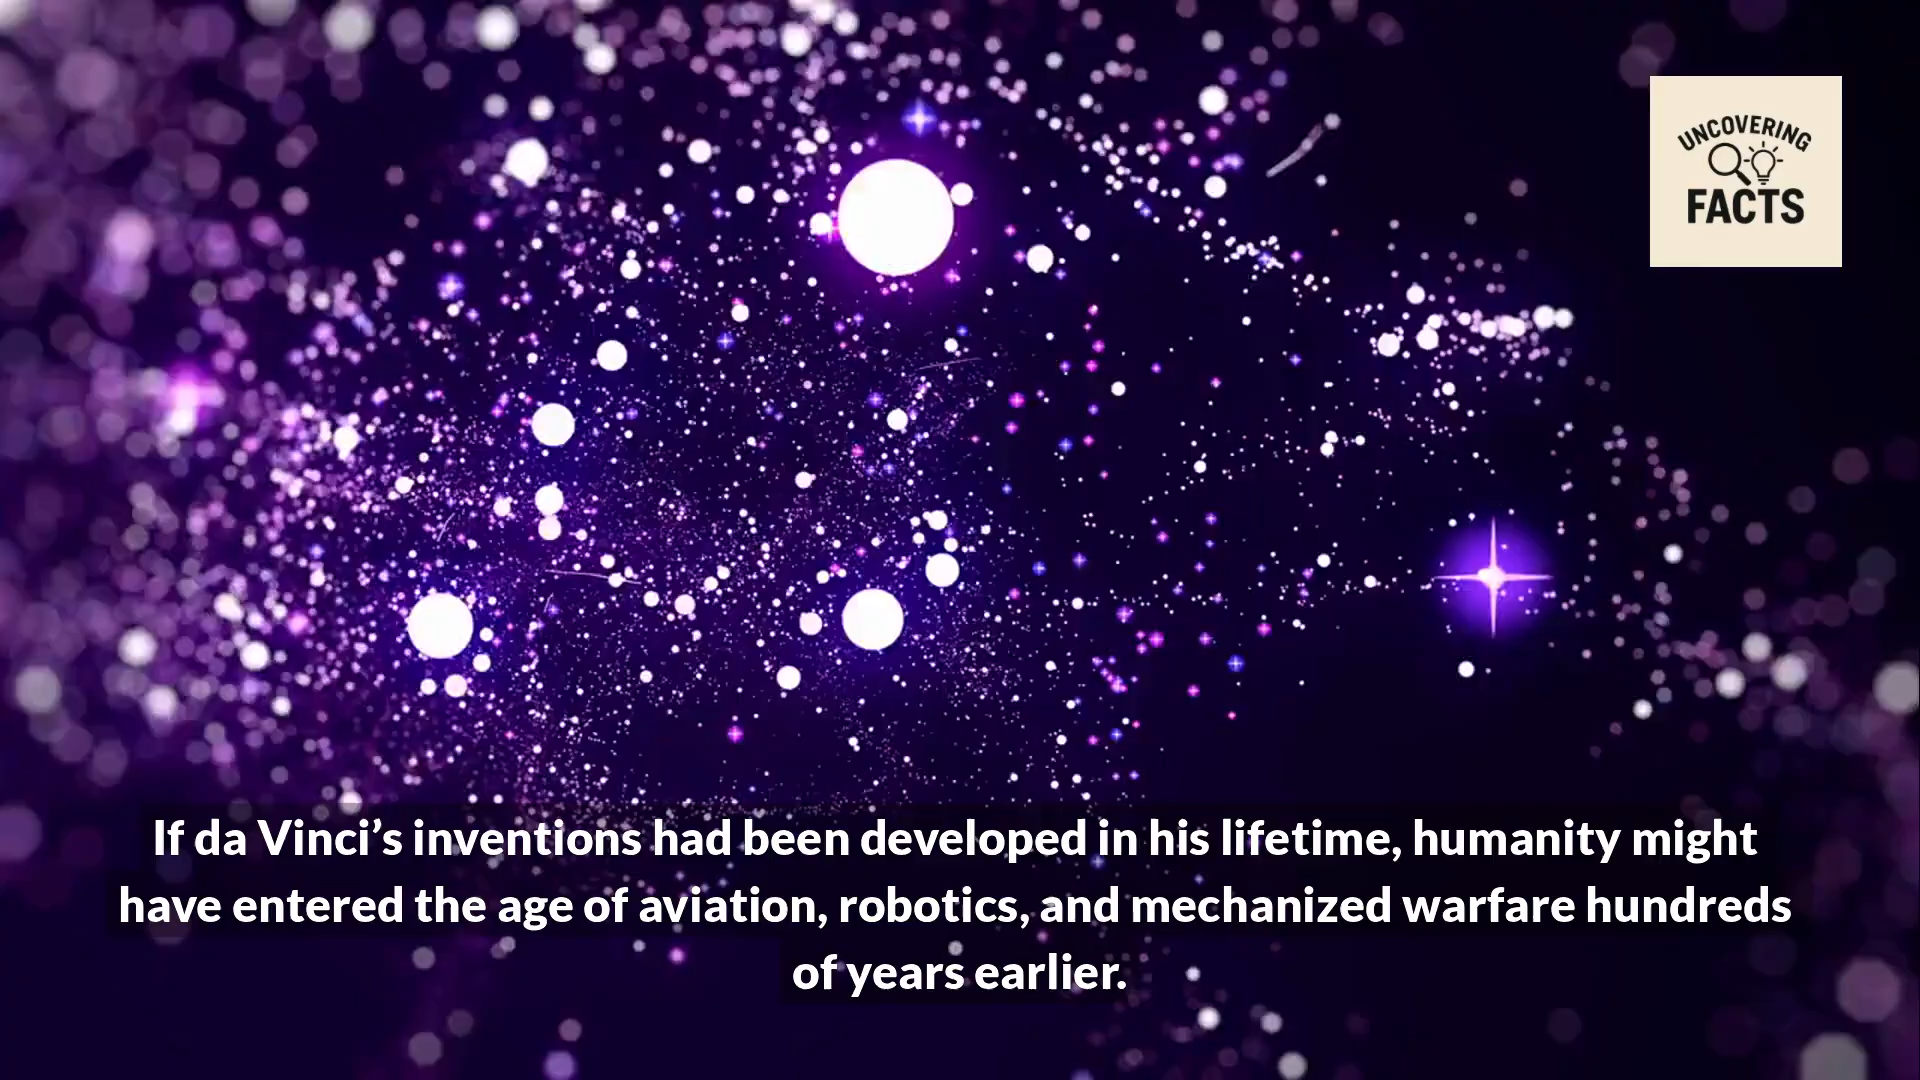 UNCOVERING
FACTS
If da Vinci’s inventions had been developed in his lifetime, humanity might
have entered the age of aviation, robotics, and mechanized warfare hundreds
of years earlier.